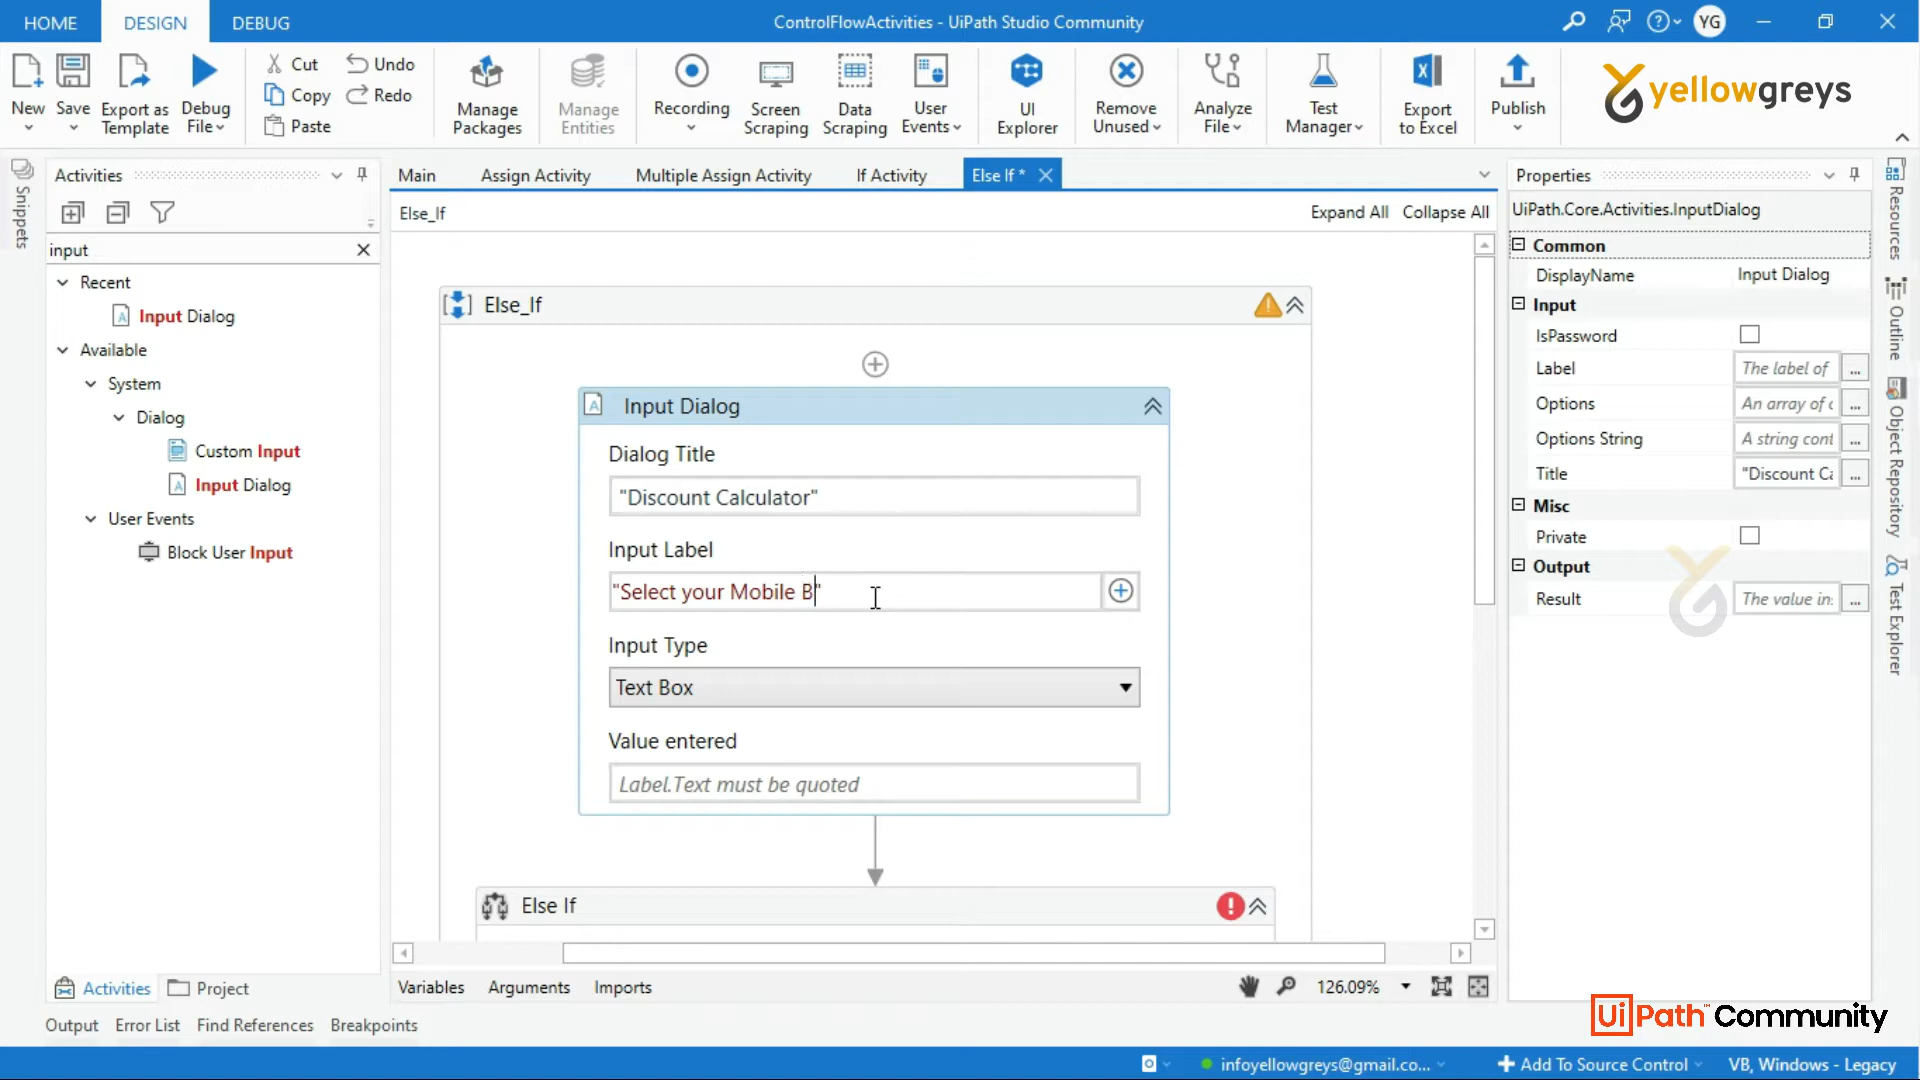 HOME DESIGN DEBUG ControlFlowActivities - UiPath Studio Community YG
New Save Export as Template Debug File Cut Copy Paste Undo Redo Manage Packages Manage Entities Recording Screen Scraping Data Scraping User Events UI Explorer Remove Unused Analyze File Test Manager Export to Excel Publish yellowgreys
Snippets
Activities
input
Recent
Input Dialog
Available
System
Dialog
Custom Input
Input Dialog
User Events
Block User Input
Activities Project
Main Assign Activity Multiple Assign Activity If Activity Else If *
Else_If Expand All Collapse All
Else_If
Input Dialog
Dialog Title
"Discount Calculator"
Input Label
"Select your Mobile B"
Input Type
Text Box
Value entered
Label.Text must be quoted
Else If
Variables Arguments Imports 126.09%
Properties
UiPath.Core.Activities.InputDialog
Common
DisplayName Input Dialog
Input
IsPassword
Label The label of ...
Options An array of c ...
Options String A string cont ...
Title "Discount Ca ...
Misc
Private
Output
Result The value in: ...
Resources
Outline
Object Repository
Test Explorer
Output Error List Find References Breakpoints
UiPath™ Community
infoyellowgreys@gmail.co... Add To Source Control VB, Windows - Legacy